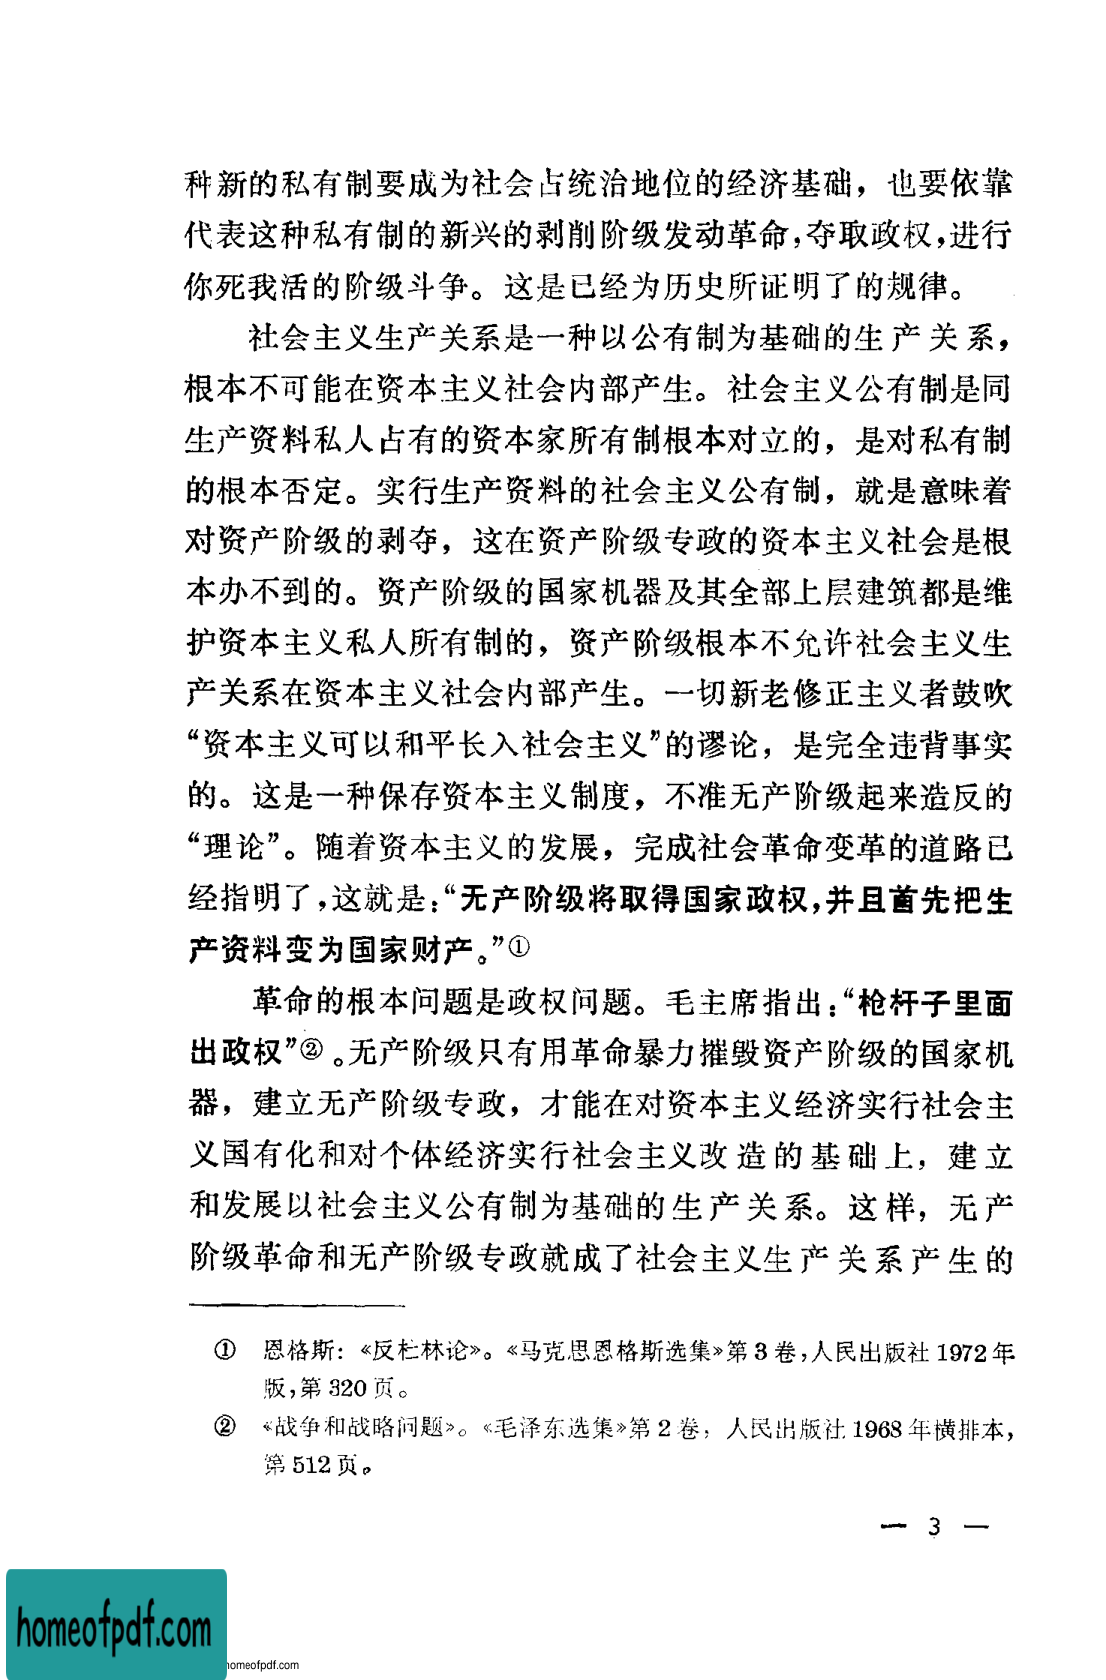 种新的私有制要成为社会占统治地位的经济基础，也要依靠
代表这种私有制的新兴的剥削阶级发动革命，夺取政权，进行
你死我活的阶级斗争。这是已经为历史所证明了的规律。
社会主义生产关系是一种以公有制为基础的生产关系，
根本不可能在资本主义社会内部产生。社会主义公有制是同
生产资料私人占有的资本家所有制根本对立的，是对私有制
的根本否定。实行生产资料的社会主义公有制，就是意味着
对资产阶级的剥夺，这在资产阶级专政的资本主义社会是根
本办不到的。资产阶级的国家机器及其全部上层建筑都是维
护资本主义私人所有制的，资产阶级根本不允许社会主义生
产关系在资本主义社会内部产生。一切新老修正主义者鼓吹
“资本主义可以和平长入社会主义”的谬论，是完全违背事实
的。这是一种保存资本主义制度，不准无产阶级起来造反的
“理论”。随着资本主义的发展，完成社会革命变革的道路已
经指明了，这就是：“无产阶级将取得国家政权，并且首先把生
产资料变为国家财产。”①
革命的根本问题是政权问题。毛主席指出：“枪杆子里面
出政权”②。无产阶级只有用革命暴力摧毁资产阶级的国家机
器，建立无产阶级专政，才能在对资本主义经济实行社会主
义国有化和对个体经济实行社会主义改造的基础上，建立
和发展以社会主义公有制为基础的生产关系。这样，无产
阶级革命和无产阶级专政就成了社会主义生产关系产生的
① 恩格斯：《反杜林论》。《马克思恩格斯选集》第3卷，人民出版社1972年
版，第320页。
② 《战争和战略问题》。《毛泽东选集》第2卷，人民出版社1968年横排本，
第512页。
— 3 —
homeofpdf.com
homeofpdf.com